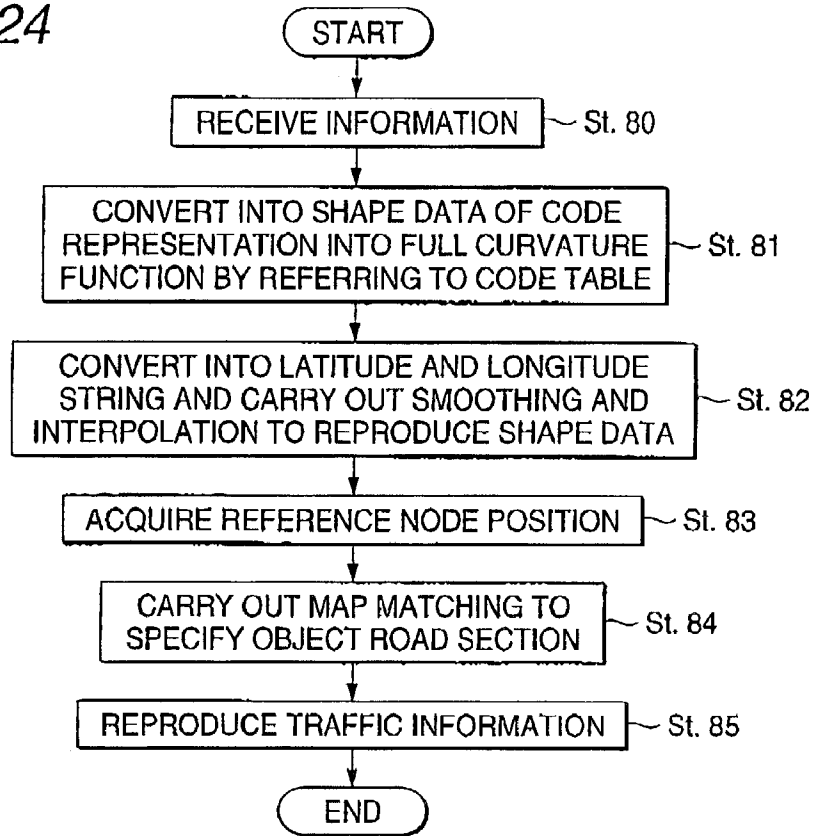 24
START
RECEIVE INFORMATION
St. 80
CONVERT INTO SHAPE DATA OF CODE
REPRESENTATION INTO FULL CURVATURE
FUNCTION BY REFERRING TO CODE TABLE
St. 81
CONVERT INTO LATITUDE AND LONGITUDE
STRING AND CARRY OUT SMOOTHING AND
INTERPOLATION TO REPRODUCE SHAPE DATA
St. 82
ACQUIRE REFERENCE NODE POSITION
St. 83
CARRY OUT MAP MATCHING TO
SPECIFY OBJECT ROAD SECTION
St. 84
REPRODUCE TRAFFIC INFORMATION
St. 85
END